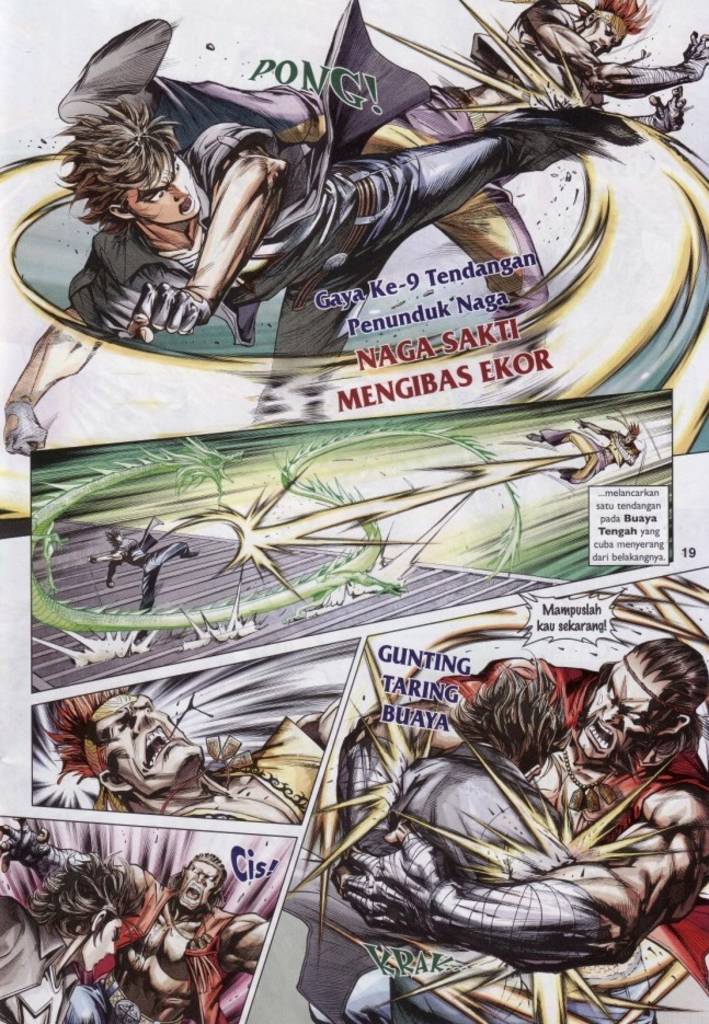 PONG!
Gaya Ke-9 Tendangan
Penunduk Naga
NAGA SAKTI
MENGIBAS EKOR
...melancarkan
satu tendangan
pada Buaya
Tengah yang
cuba menyerang
dari belakangnya.
19
Mampuslah
kau sekarang!
GUNTING
TARING
BUAYA
Cis!
KRAK...
M